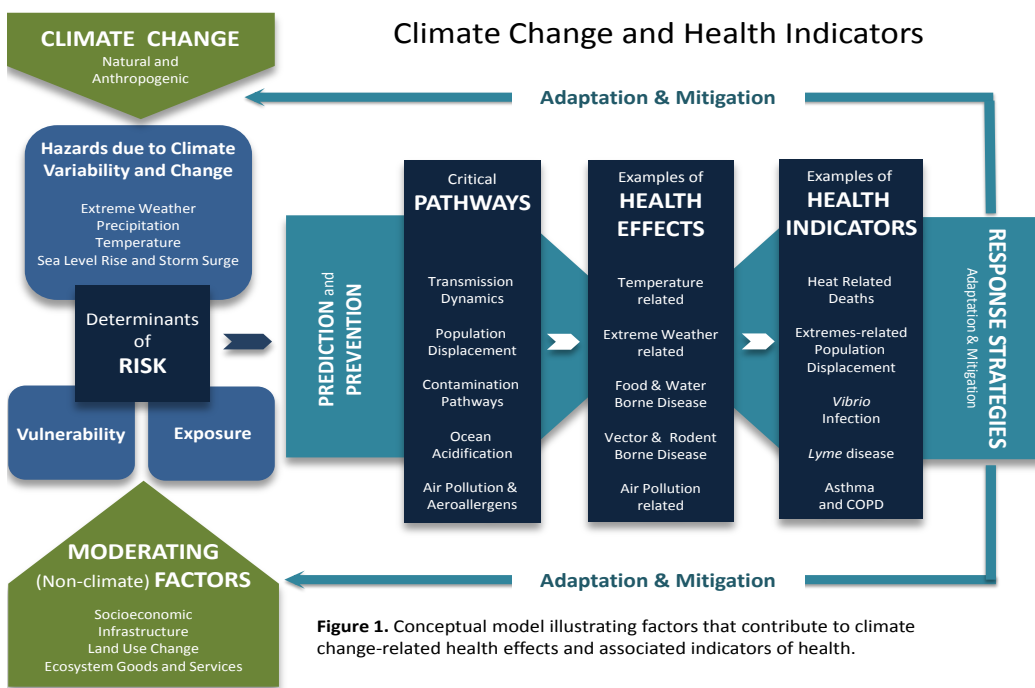 CLIMATE CHANGE
Natural and
Anthropogenic
Climate Change and Health Indicators
Adaptation & Mitigation
Hazards due to Climate
Variability and Change
Extreme Weather
Precipitation
Temperature
Sea Level Rise and Storm Surge
Determinants
of
RISK
Vulnerability
Exposure
PREDICTION and
PREVENTION
Critical
PATHWAYS
Transmission
Dynamics
Population
Displacement
Contamination
Pathways
Ocean
Acidification
Air Pollution &
Aeroallergens
Examples of
HEALTH
EFFECTS
Temperature
related
Extreme Weather
related
Food & Water
Borne Disease
Vector & Rodent
Borne Disease
Air Pollution
related
Examples of
HEALTH
INDICATORS
Heat Related
Deaths
Extremes-related
Population
Displacement
Vibrio
Infection
Lyme disease
Asthma
and COPD
RESPONSE STRATEGIES
Adaptation & Mitigation
MODERATING
(Non-climate) FACTORS
Socioeconomic
Infrastructure
Land Use Change
Ecosystem Goods and Services
Adaptation & Mitigation
Figure 1. Conceptual model illustrating factors that contribute to climate
change-related health effects and associated indicators of health.